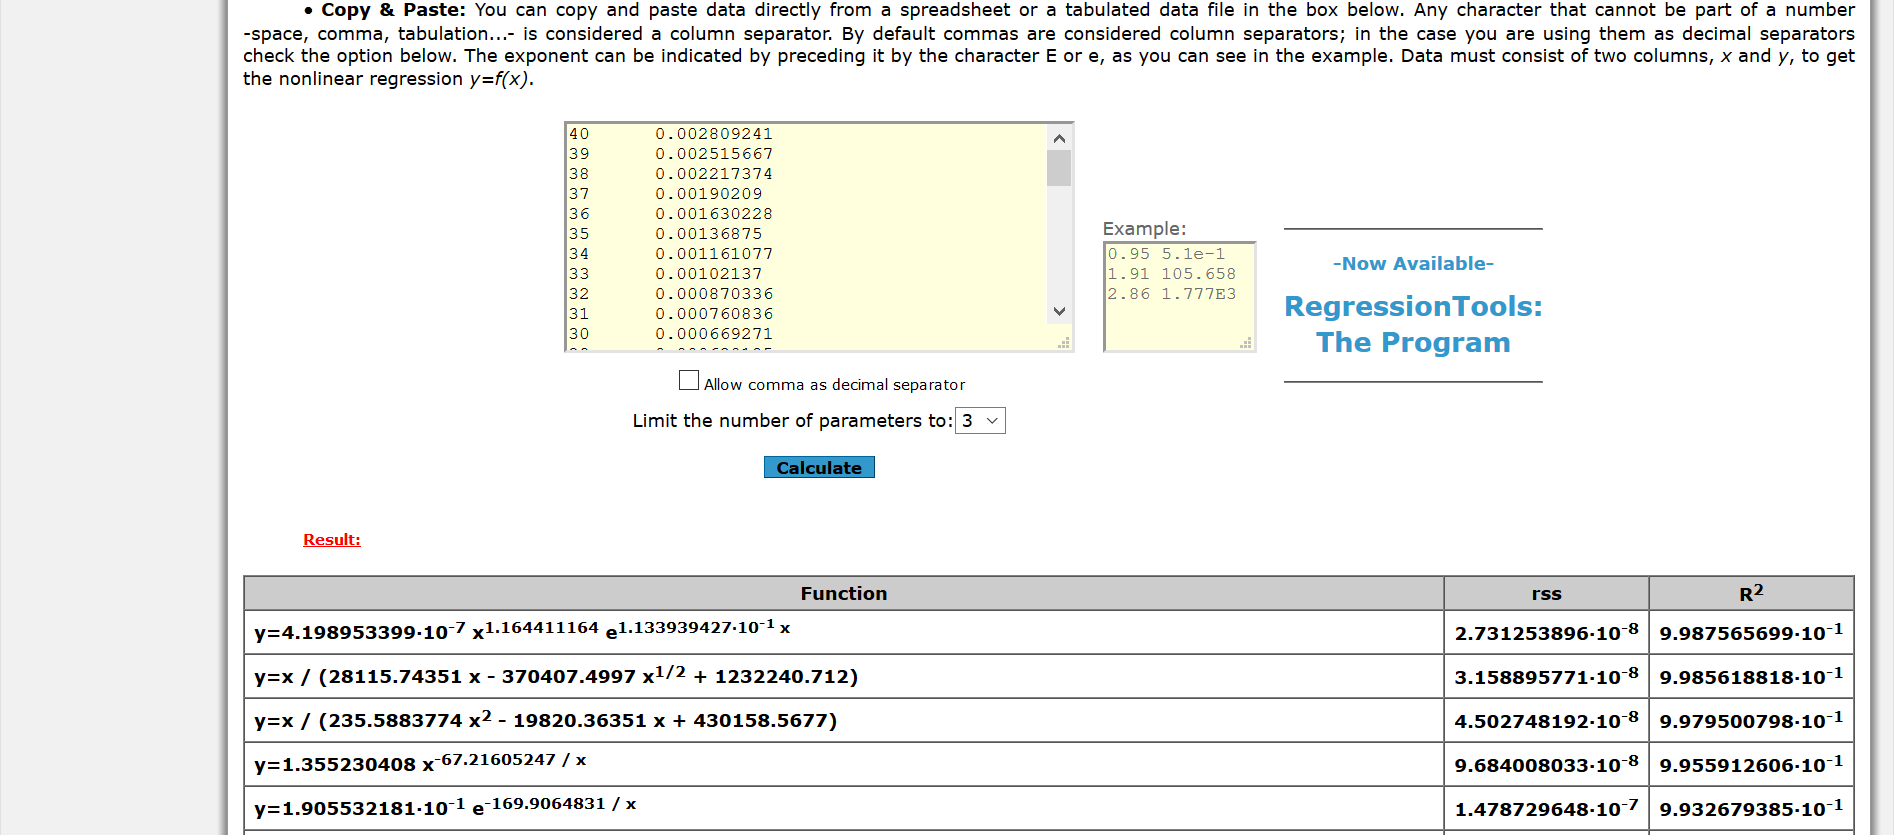 • Copy & Paste: You can copy and paste data directly from a spreadsheet or a tabulated data file in the box below. Any character that cannot be part of a number
-space, comma, tabulation...- is considered a column separator. By default commas are considered column separators; in the case you are using them as decimal separators
check the option below. The exponent can be indicated by preceding it by the character E or e, as you can see in the example. Data must consist of two columns, x and y, to get
the nonlinear regression y=f(x).
40 0.002809241
39 0.002515667
38 0.002217374
37 0.00190209
36 0.001630228
35 0.00136875
34 0.001161077
33 0.00102137
32 0.000870336
31 0.000760836
30 0.000669271
Example:
0.95 5.1e-1
1.91 105.658
2.86 1.777E3
-Now Available-
RegressionTools:
The Program
Allow comma as decimal separator
Limit the number of parameters to: 3
Calculate
Result:
Function rss R²
y=4.198953399·10⁻⁷ x^1.164411164 e^1.133939427·10⁻¹ x 2.731253896·10⁻⁸ 9.987565699·10⁻¹
y=x / (28115.74351 x - 370407.4997 x^1/2 + 1232240.712) 3.158895771·10⁻⁸ 9.985618818·10⁻¹
y=x / (235.5883774 x² - 19820.36351 x + 430158.5677) 4.502748192·10⁻⁸ 9.979500798·10⁻¹
y=1.355230408 x^-67.21605247 / x 9.684008033·10⁻⁸ 9.955912606·10⁻¹
y=1.905532181·10⁻¹ e^-169.9064831 / x 1.478729648·10⁻⁷ 9.932679385·10⁻¹